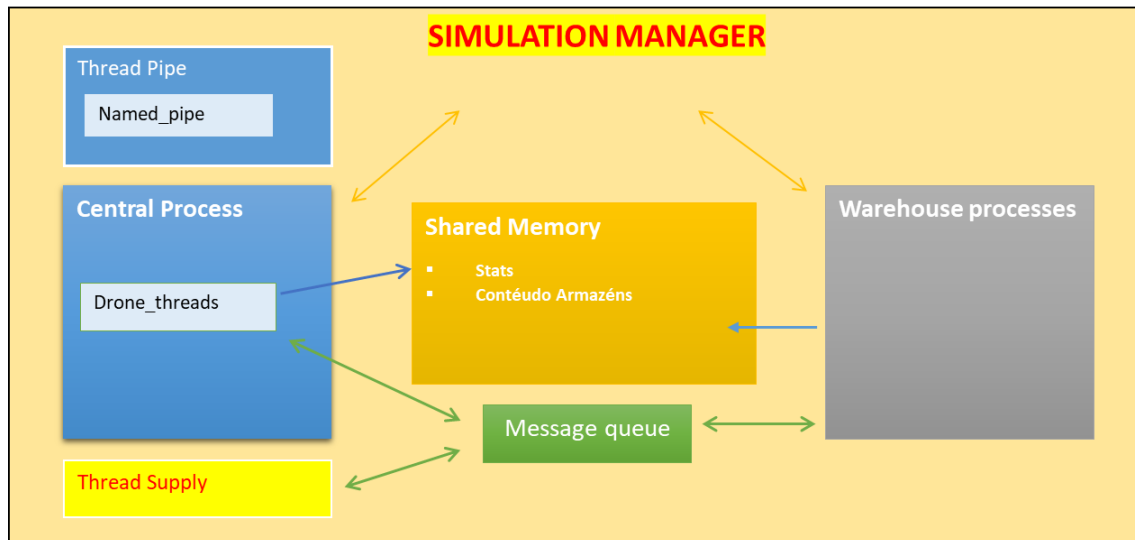 SIMULATION MANAGER
Thread Pipe
Named_pipe
Central Process
Drone_threads
Shared Memory
▪ Stats
▪ Contéudo Armazéns
Warehouse processes
Message queue
Thread Supply